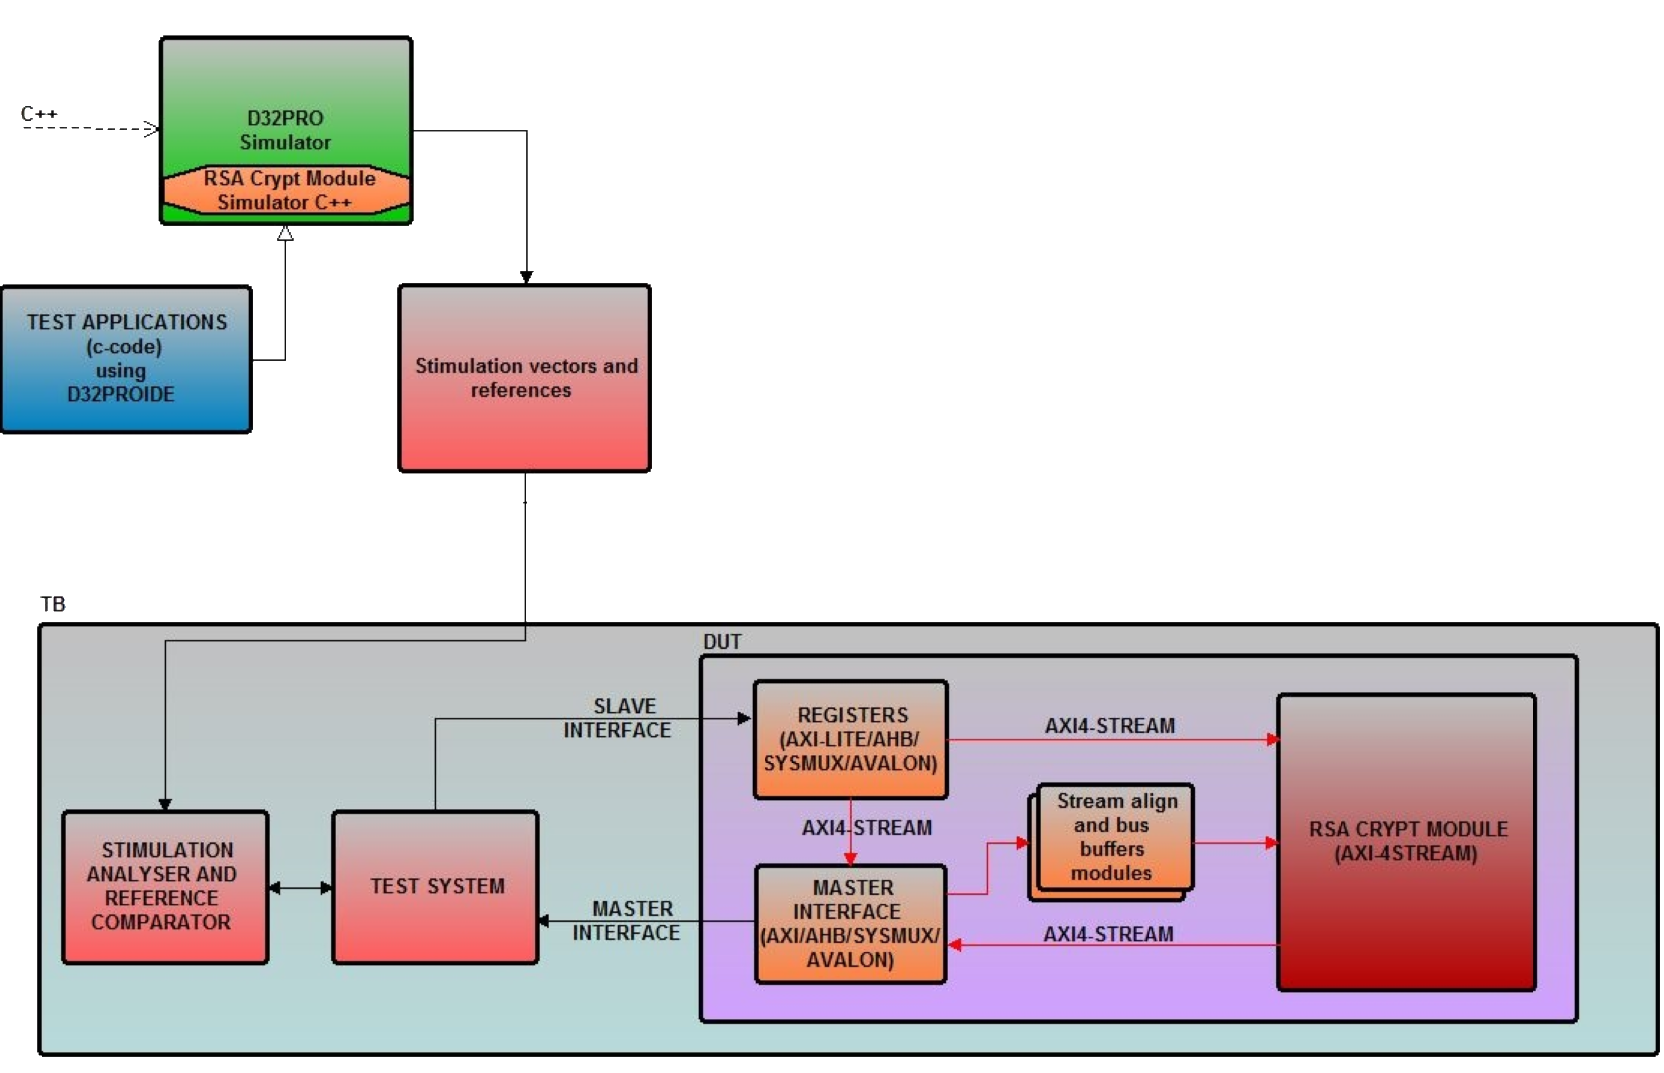 C++
D32PRO
Simulator
RSA Crypt Module
Simulator C++
TEST APPLICATIONS
(c-code)
using
D32PROIDE
Stimulation vectors and
references
TB
DUT
SLAVE
INTERFACE
REGISTERS
(AXI-LITE/AHB/
SYSMUX/AVALON)
AXI4-STREAM
AXI4-STREAM
Stream align
and bus
buffers
modules
RSA CRYPT MODULE
(AXI-4STREAM)
STIMULATION
ANALYSER AND
REFERENCE
COMPARATOR
TEST SYSTEM
MASTER
INTERFACE
MASTER
INTERFACE
(AXI/AHB/SYSMUX/
AVALON)
AXI4-STREAM